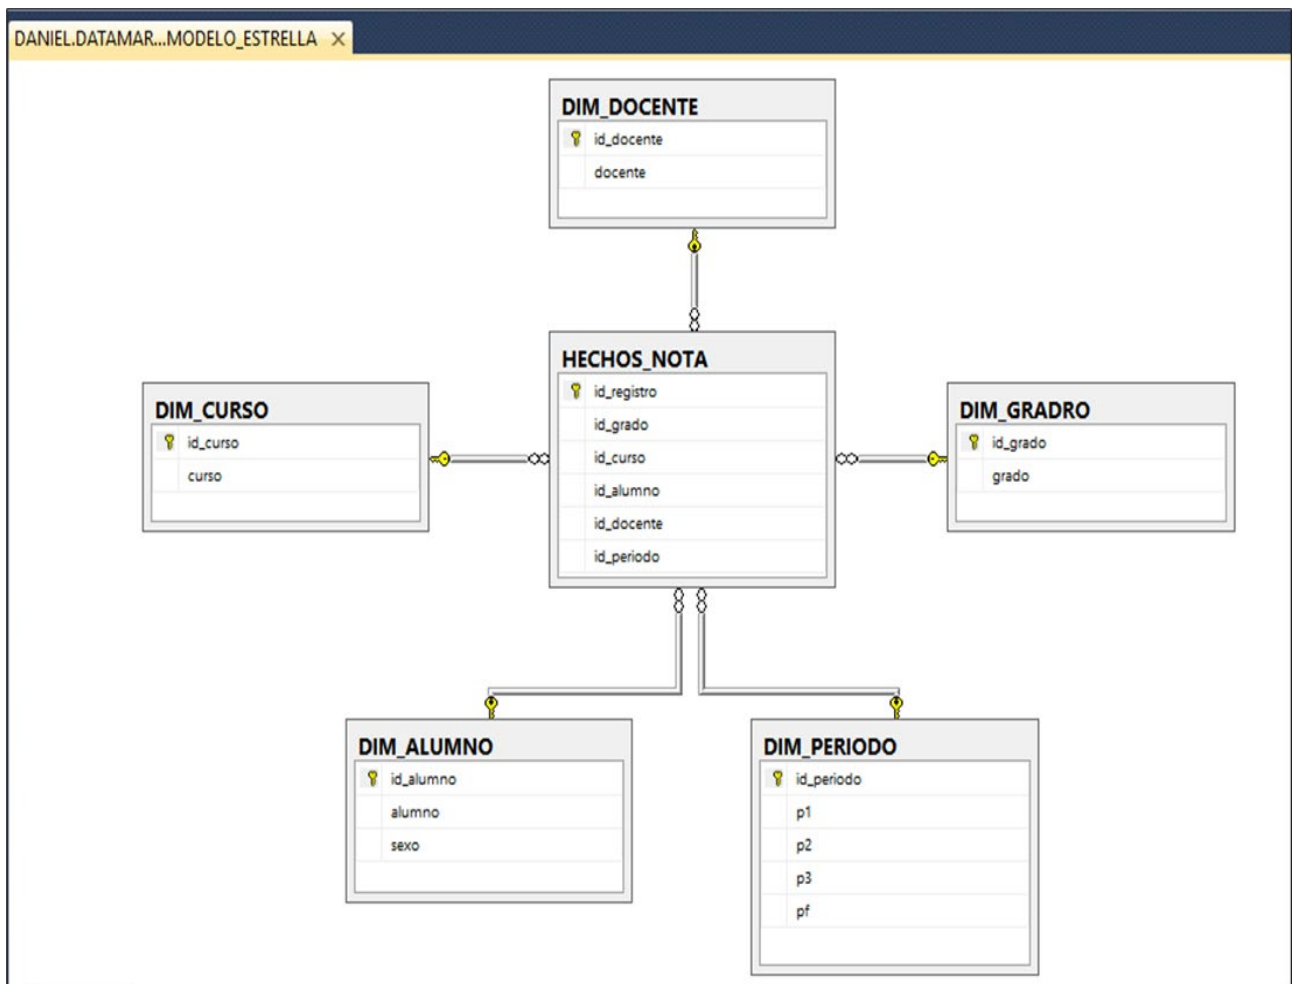 DANIEL.DATAMAR...MODELO_ESTRELLA
DIM_DOCENTE
id_docente
docente
HECHOS_NOTA
id_registro
id_grado
id_curso
id_alumno
id_docente
id_periodo
DIM_CURSO
id_curso
curso
DIM_GRADRO
id_grado
grado
DIM_ALUMNO
id_alumno
alumno
sexo
DIM_PERIODO
id_periodo
p1
p2
p3
pf